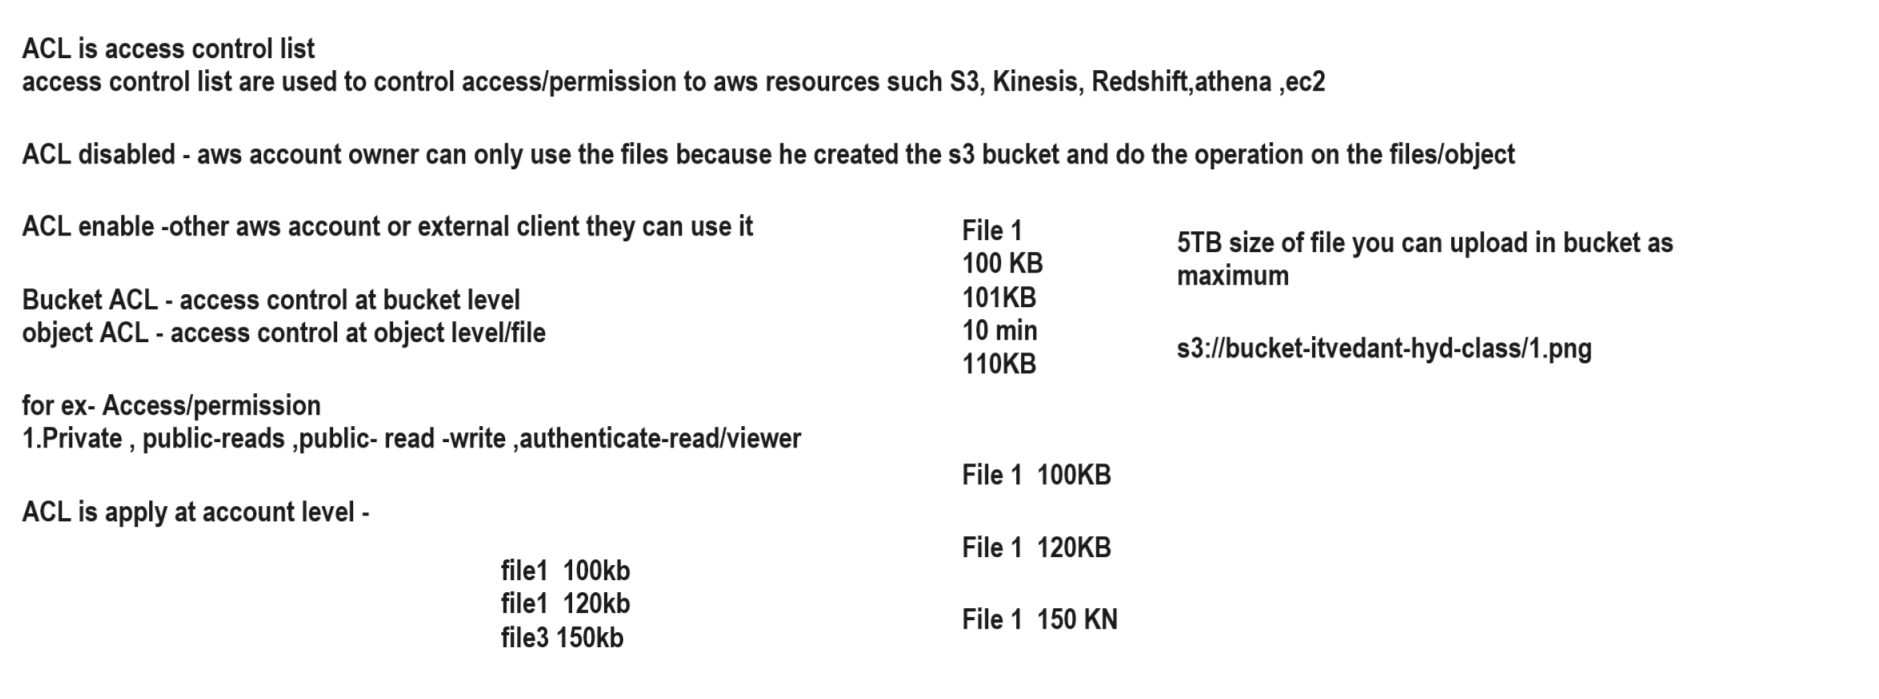 ACL is access control list
access control list are used to control access/permission to aws resources such S3, Kinesis, Redshift,athena ,ec2
ACL disabled - aws account owner can only use the files because he created the s3 bucket and do the operation on the files/object
ACL enable -other aws account or external client they can use it
Bucket ACL - access control at bucket level
object ACL - access control at object level/file
for ex- Access/permission
1.Private , public-reads ,public- read -write ,authenticate-read/viewer
ACL is apply at account level -
file1 100kb
file1 120kb
file3 150kb
File 1
100 KB
101KB
10 min
110KB
File 1 100KB
File 1 120KB
File 1 150 KN
5TB size of file you can upload in bucket as
maximum
s3://bucket-itvedant-hyd-class/1.png